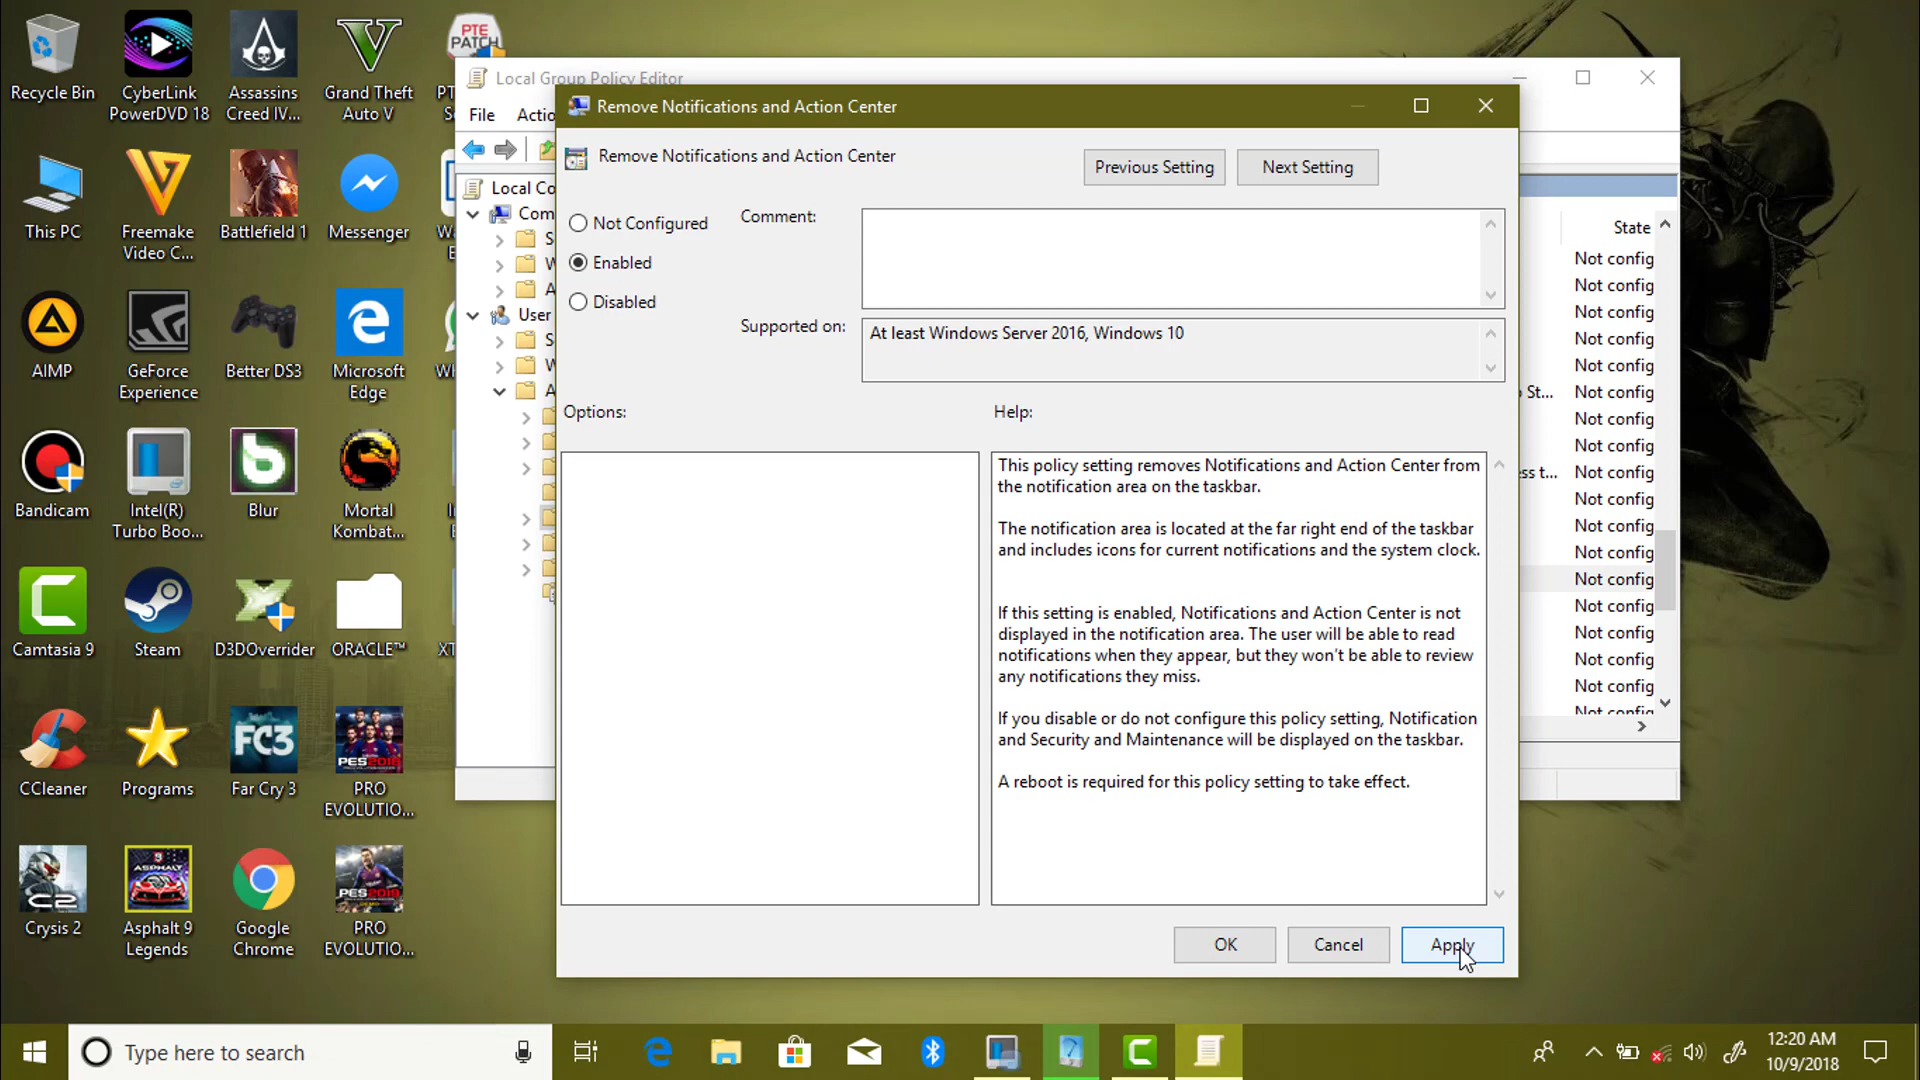 Recycle Bin
CyberLink
PowerDVD 18
Assassins
Creed IV...
Grand Theft
Auto V
PTE
PATCH
This PC
Freemake
Video C...
Battlefield 1
Messenger
AIMP
GeForce
Experience
Better DS3
Microsoft
Edge
Bandicam
Intel(R)
Turbo Boo...
Blur
Mortal
Kombat...
Camtasia 9
Steam
D3DOverrider
ORACLE™
CCleaner
Programs
FC3
Far Cry 3
PES2018
PRO
EVOLUTIO...
C2
Crysis 2
ASPHALT
Asphalt 9
Legends
Google
Chrome
PES2019
DEMO
PRO
EVOLUTIO...
Local Group Policy Editor
File
Actio
Local Co
Com
S
W
A
User
S
W
A
State
Not config
Not config
Not config
Not config
Not config
St... Not config
Not config
Not config
ess t... Not config
Not config
Not config
Not config
Not config
Not config
Not config
Not config
Not config
Not config
Remove Notifications and Action Center
Remove Notifications and Action Center
Previous Setting
Next Setting
Not Configured
Enabled
Disabled
Comment:
Supported on:
At least Windows Server 2016, Windows 10
Options:
Help:
This policy setting removes Notifications and Action Center from
the notification area on the taskbar.
The notification area is located at the far right end of the taskbar
and includes icons for current notifications and the system clock.
If this setting is enabled, Notifications and Action Center is not
displayed in the notification area. The user will be able to read
notifications when they appear, but they won't be able to review
any notifications they miss.
If you disable or do not configure this policy setting, Notification
and Security and Maintenance will be displayed on the taskbar.
A reboot is required for this policy setting to take effect.
OK
Cancel
Apply
Type here to search
12:20 AM
10/9/2018